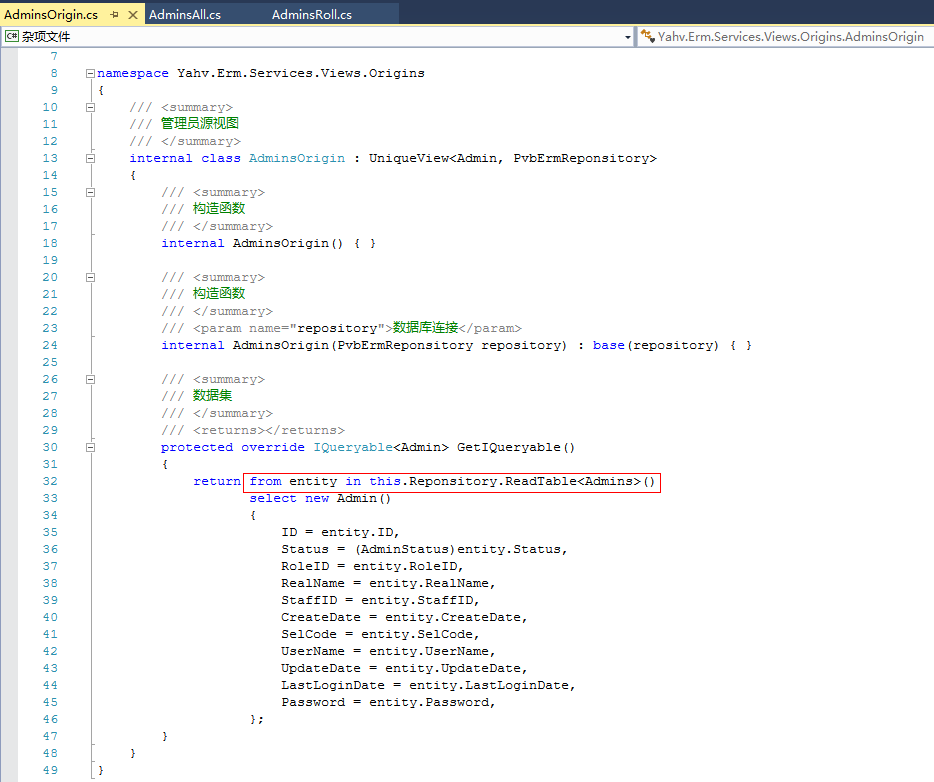 AdminsOrigin.cs AdminsAll.cs AdminsRoll.cs
C# 杂项文件 Yahv.Erm.Services.Views.Origins.AdminsOrigin
7
8 namespace Yahv.Erm.Services.Views.Origins
9 {
10 /// <summary>
11 /// 管理员源视图
12 /// </summary>
13 internal class AdminsOrigin : UniqueView<Admin, PvbErmReponsitory>
14 {
15 /// <summary>
16 /// 构造函数
17 /// </summary>
18 internal AdminsOrigin() { }
19
20 /// <summary>
21 /// 构造函数
22 /// </summary>
23 /// <param name="repository">数据库连接</param>
24 internal AdminsOrigin(PvbErmReponsitory repository) : base(repository) { }
25
26 /// <summary>
27 /// 数据集
28 /// </summary>
29 /// <returns></returns>
30 protected override IQueryable<Admin> GetIQueryable()
31 {
32 return from entity in this.Reponsitory.ReadTable<Admins>()
33 select new Admin()
34 {
35 ID = entity.ID,
36 Status = (AdminStatus)entity.Status,
37 RoleID = entity.RoleID,
38 RealName = entity.RealName,
39 StaffID = entity.StaffID,
40 CreateDate = entity.CreateDate,
41 SelCode = entity.SelCode,
42 UserName = entity.UserName,
43 UpdateDate = entity.UpdateDate,
44 LastLoginDate = entity.LastLoginDate,
45 Password = entity.Password,
46 };
47 }
48 }
49 }